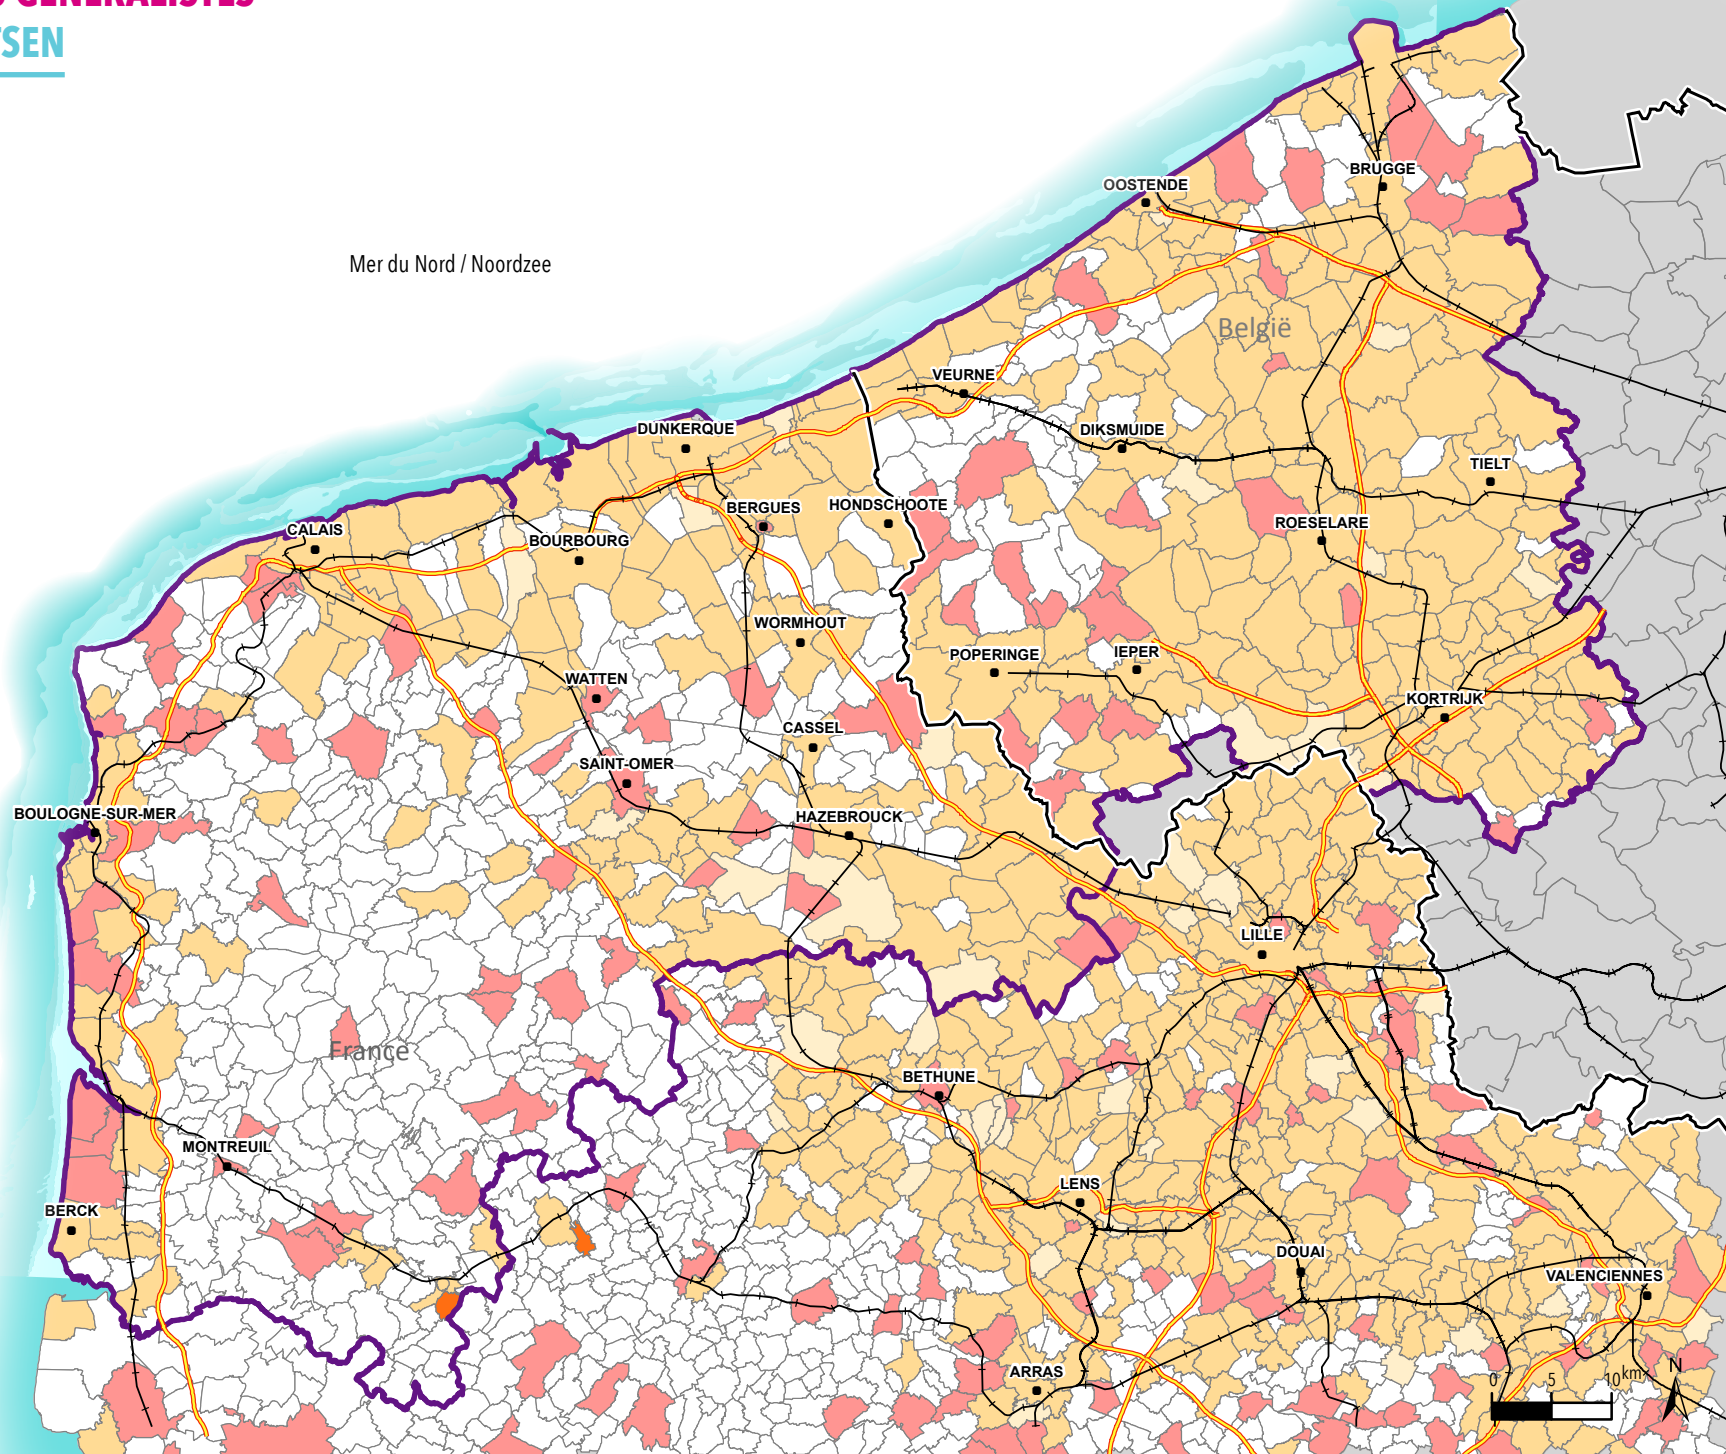 GENERALISTES
Mer du Nord / Noordzee
OOSTENDE
BRUGGE
België
VEURNE
DIKSMUIDE
TIELT
DUNKERQUE
BERGUES
HONDSCHOOTE
ROESELARE
CALAIS
BOURBOURG
WORMHOUT
POPERINGE
IEPER
WATTEN
KORTRIJK
CASSEL
SAINT-OMER
BOULOGNE-SUR-MER
HAZEBROUCK
LILLE
France
BETHUNE
MONTREUIL
LENS
BERCK
DOUAI
VALENCIENNES
ARRAS
N
0 5 10 km